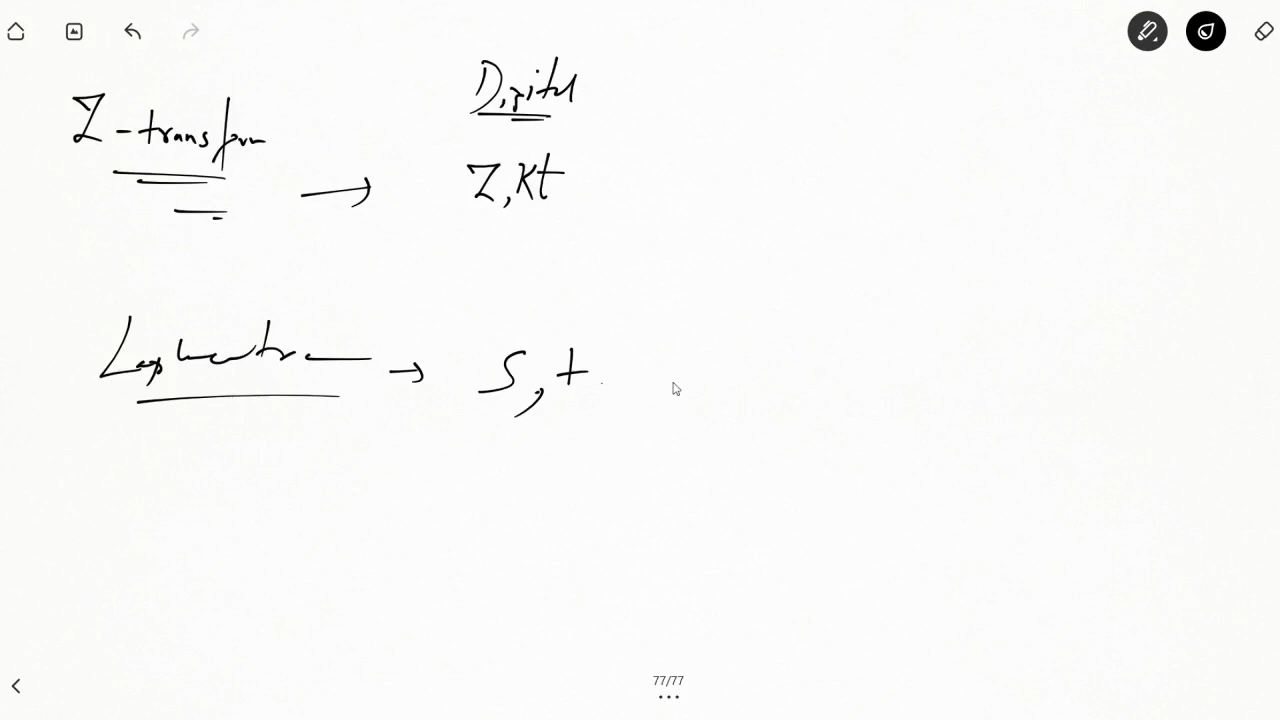 Digital
Z-transform → Z, Kt
→ S, t
77/77